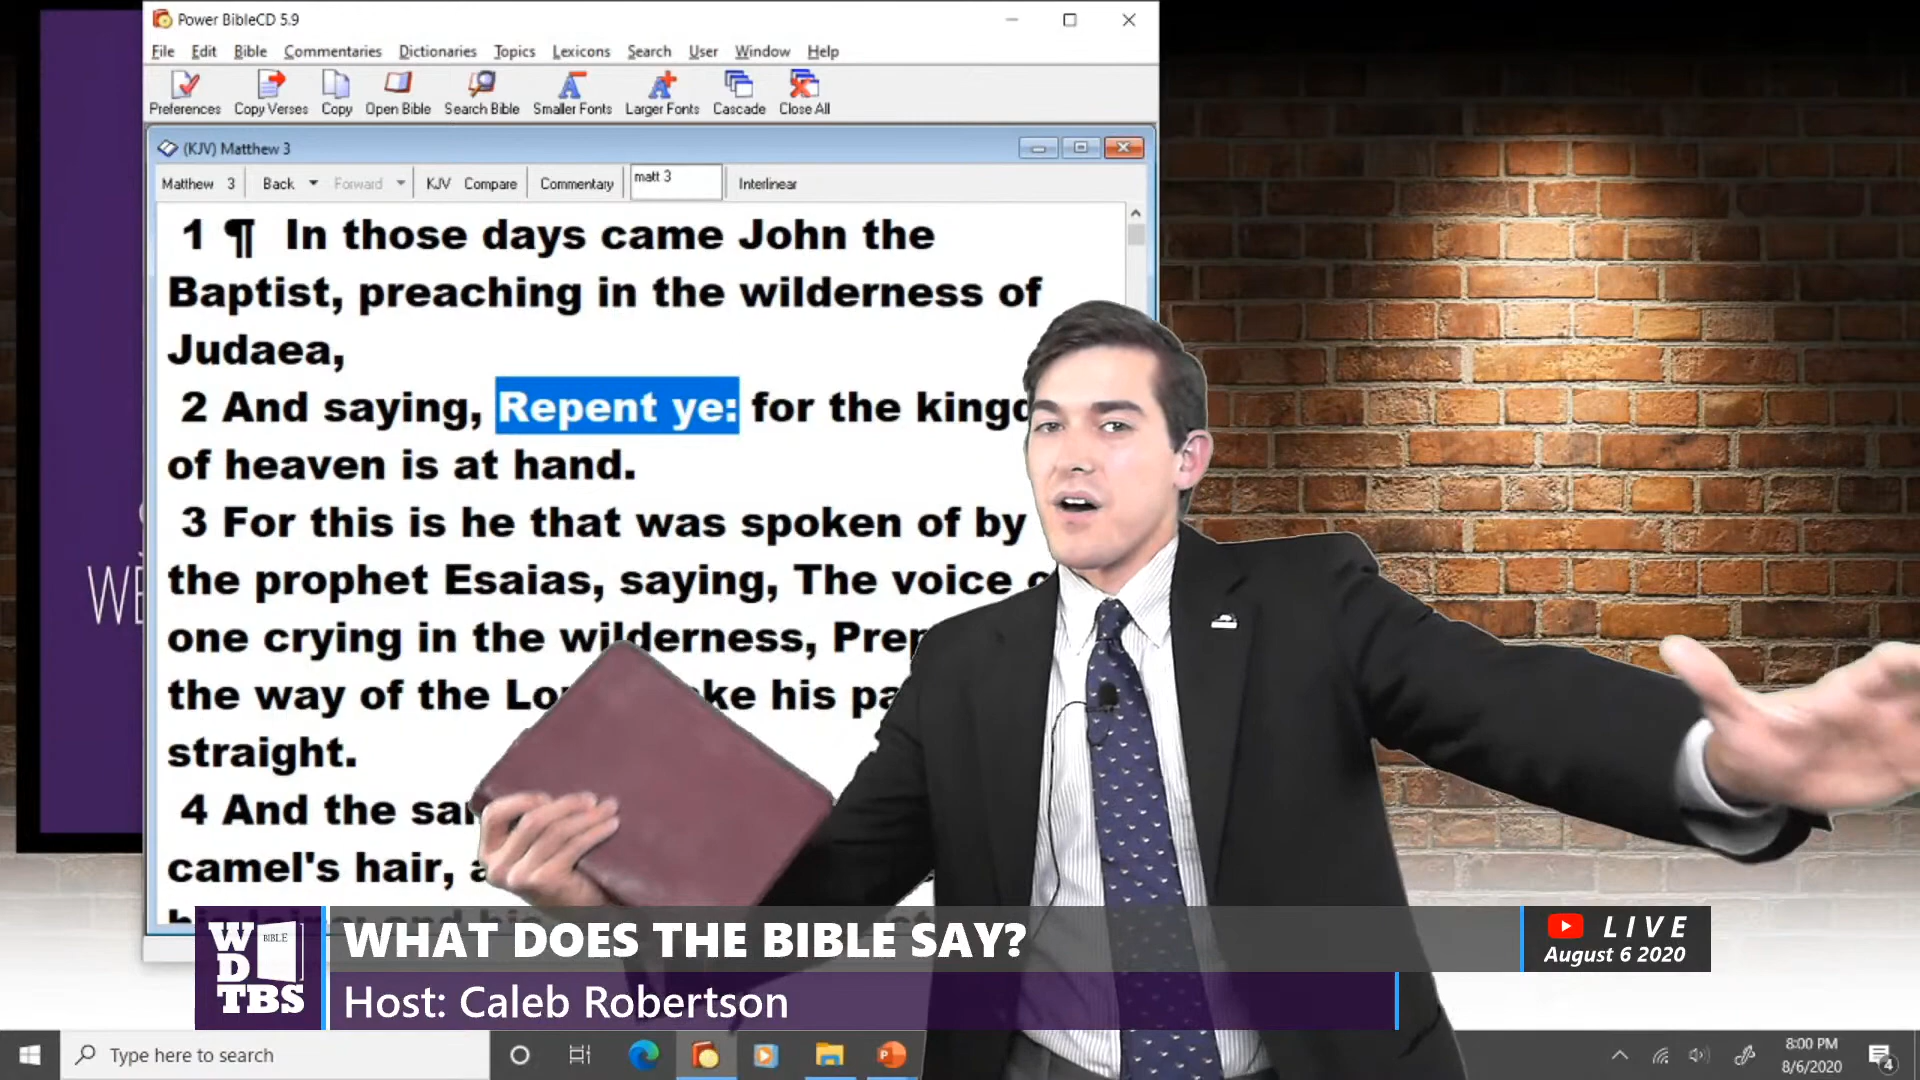 Power BibleCD 5.9
File Edit Bible Commentaries Dictionaries Topics Lexicons Search User Window Help
Preferences Copy Verses Copy Open Bible Search Bible Smaller Fonts Larger Fonts Cascade Close All
(KJV) Matthew 3
Matthew 3 Back Forward KJV Compare Commentary matt 3 Interlinear
1 ¶ In those days came John the
Baptist, preaching in the wilderness of
Judaea,
2 And saying, Repent ye: for the kingd
of heaven is at hand.
3 For this is he that was spoken of by
the prophet Esaias, saying, The voice o
one crying in the wilderness, Prep
the way of the Lo ke his pa
straight.
4 And the sa
camel's hair, a
WE
WD
BIBLE
TBS
WHAT DOES THE BIBLE SAY?
Host: Caleb Robertson
LIVE
August 6 2020
Type here to search
8:00 PM
8/6/2020
4